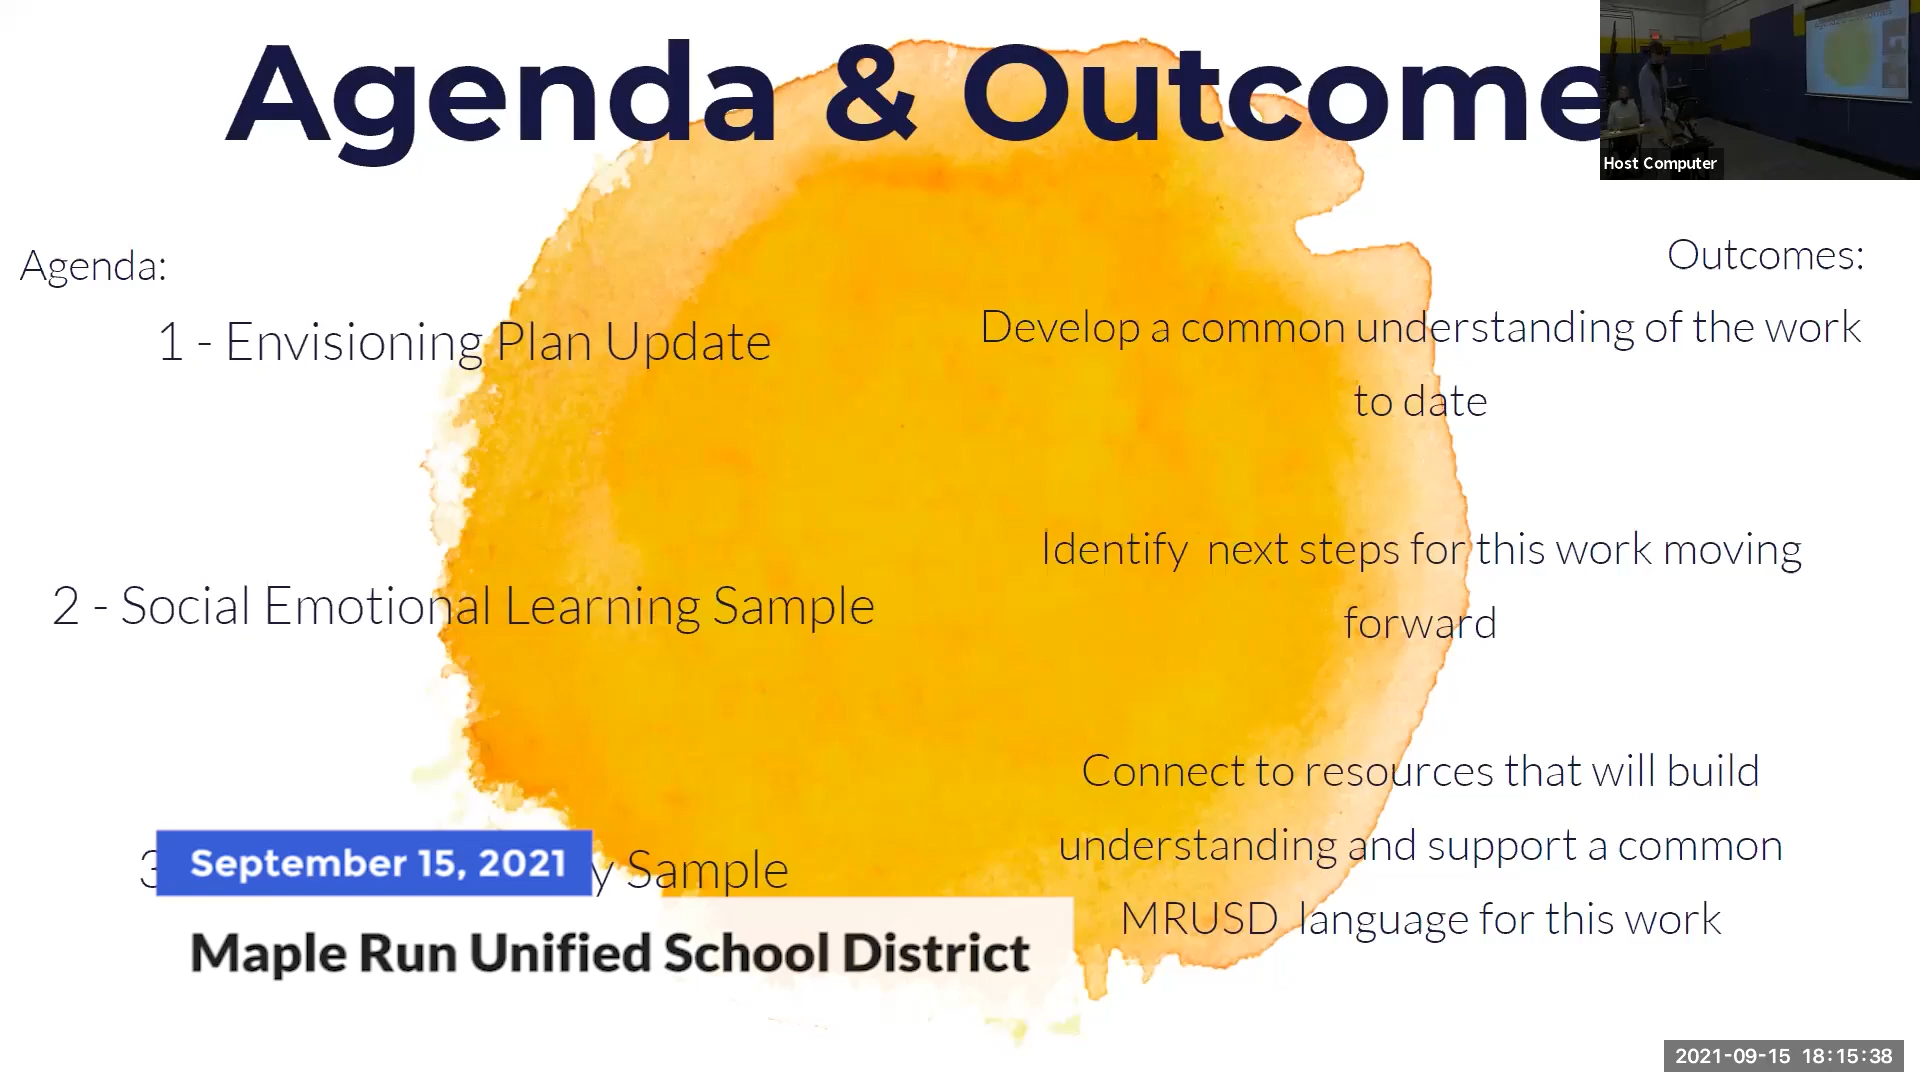 Agenda & Outcome
Host Computer
Agenda:
1 - Envisioning Plan Update
2 - Social Emotional Learning Sample
3
y Sample
Outcomes:
Develop a common understanding of the work
to date
Identify next steps for this work moving
forward
Connect to resources that will build
understanding and support a common
MRUSD language for this work
September 15, 2021
Maple Run Unified School District
2021-09-15 18:15:38